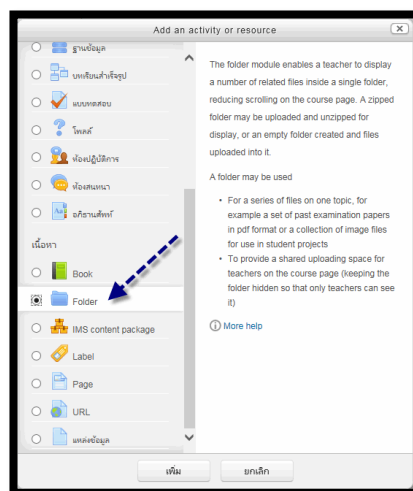 Add an activity or resource
ฐานข้อมูล
บทเรียนสำเร็จรูป
แบบทดสอบ
โพลล์
ห้องปฏิบัติการ
ห้องสนทนา
อภิธานศัพท์
เนื้อหา
Book
Folder
IMS content package
Label
Page
URL
แหล่งข้อมูล
The folder module enables a teacher to display
a number of related files inside a single folder,
reducing scrolling on the course page. A zipped
folder may be uploaded and unzipped for
display, or an empty folder created and files
uploaded into it.
A folder may be used
• For a series of files on one topic, for
example a set of past examination papers
in pdf format or a collection of image files
for use in student projects
• To provide a shared uploading space for
teachers on the course page (keeping the
folder hidden so that only teachers can see
it)
More help
เพิ่ม
ยกเลิก